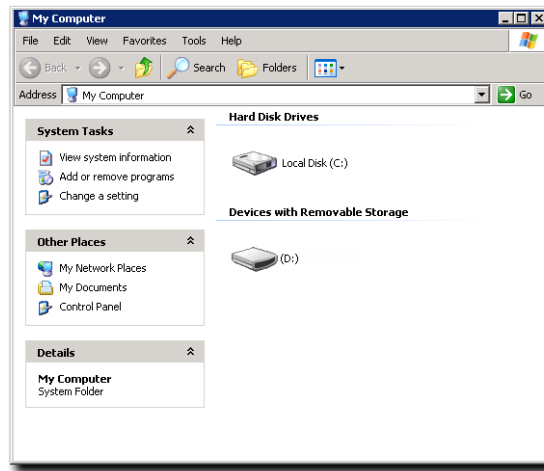 My Computer
File Edit View Favorites Tools Help
Back Search Folders
Address My Computer Go
System Tasks
View system information
Add or remove programs
Change a setting
Other Places
My Network Places
My Documents
Control Panel
Details
My Computer
System Folder
Hard Disk Drives
Local Disk (C:)
Devices with Removable Storage
(D:)